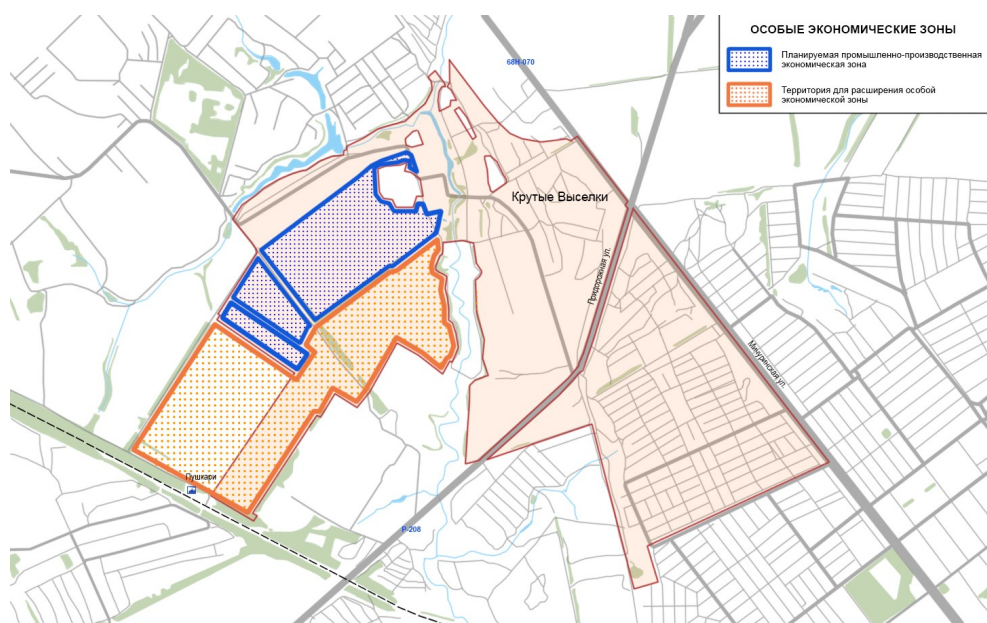 ОСОБЫЕ ЭКОНОМИЧЕСКИЕ ЗОНЫ
Планируемая промышленно-производственная
экономическая зона
Территория для расширения особой
экономической зоны
68Н-070
Крутые Выселки
Придорожная ул.
Мичуринская ул.
Пушкари
Р-208